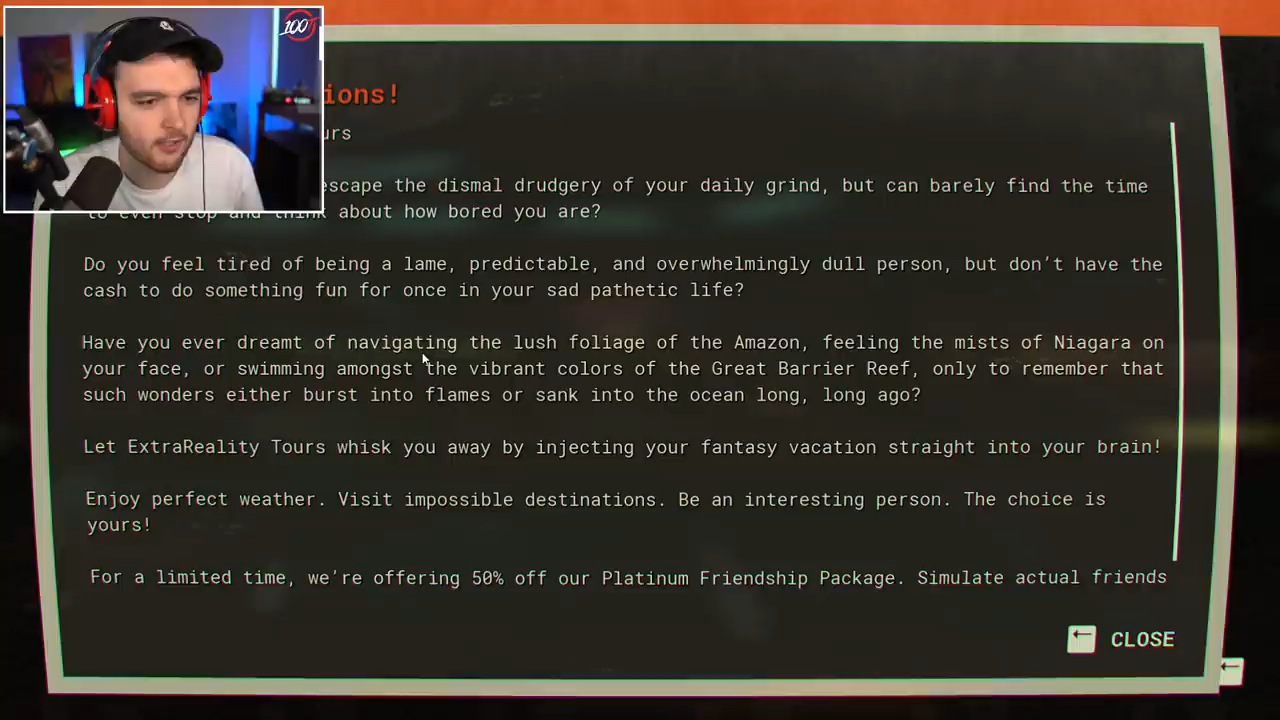 100T
ions!
urs
escape the dismal drudgery of your daily grind, but can barely find the time
to even stop and think about how bored you are?
Do you feel tired of being a lame, predictable, and overwhelmingly dull person, but don't have the
cash to do something fun for once in your sad pathetic life?
Have you ever dreamt of navigating the lush foliage of the Amazon, feeling the mists of Niagara on
your face, or swimming amongst the vibrant colors of the Great Barrier Reef, only to remember that
such wonders either burst into flames or sank into the ocean long, long ago?
Let ExtraReality Tours whisk you away by injecting your fantasy vacation straight into your brain!
Enjoy perfect weather. Visit impossible destinations. Be an interesting person. The choice is
yours!
For a limited time, we're offering 50% off our Platinum Friendship Package. Simulate actual friends
CLOSE